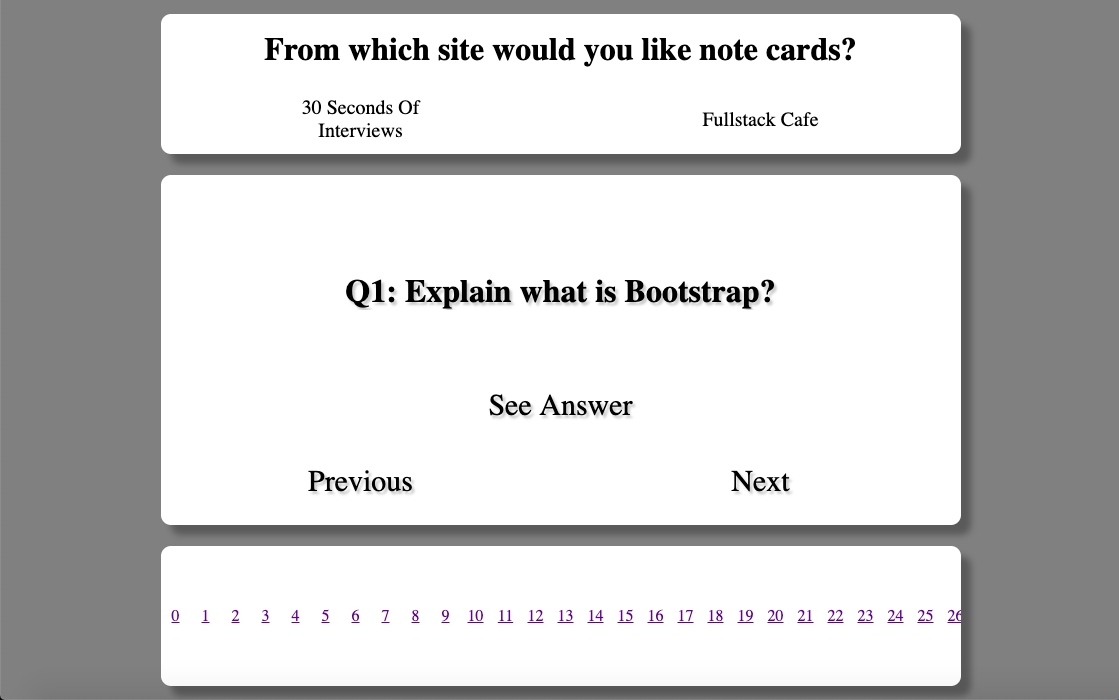 From which site would you like note cards?
30 Seconds Of
Interviews
Fullstack Cafe
Q1: Explain what is Bootstrap?
See Answer
Previous
Next
0 1 2 3 4 5 6 7 8 9 10 11 12 13 14 15 16 17 18 19 20 21 22 23 24 25 26